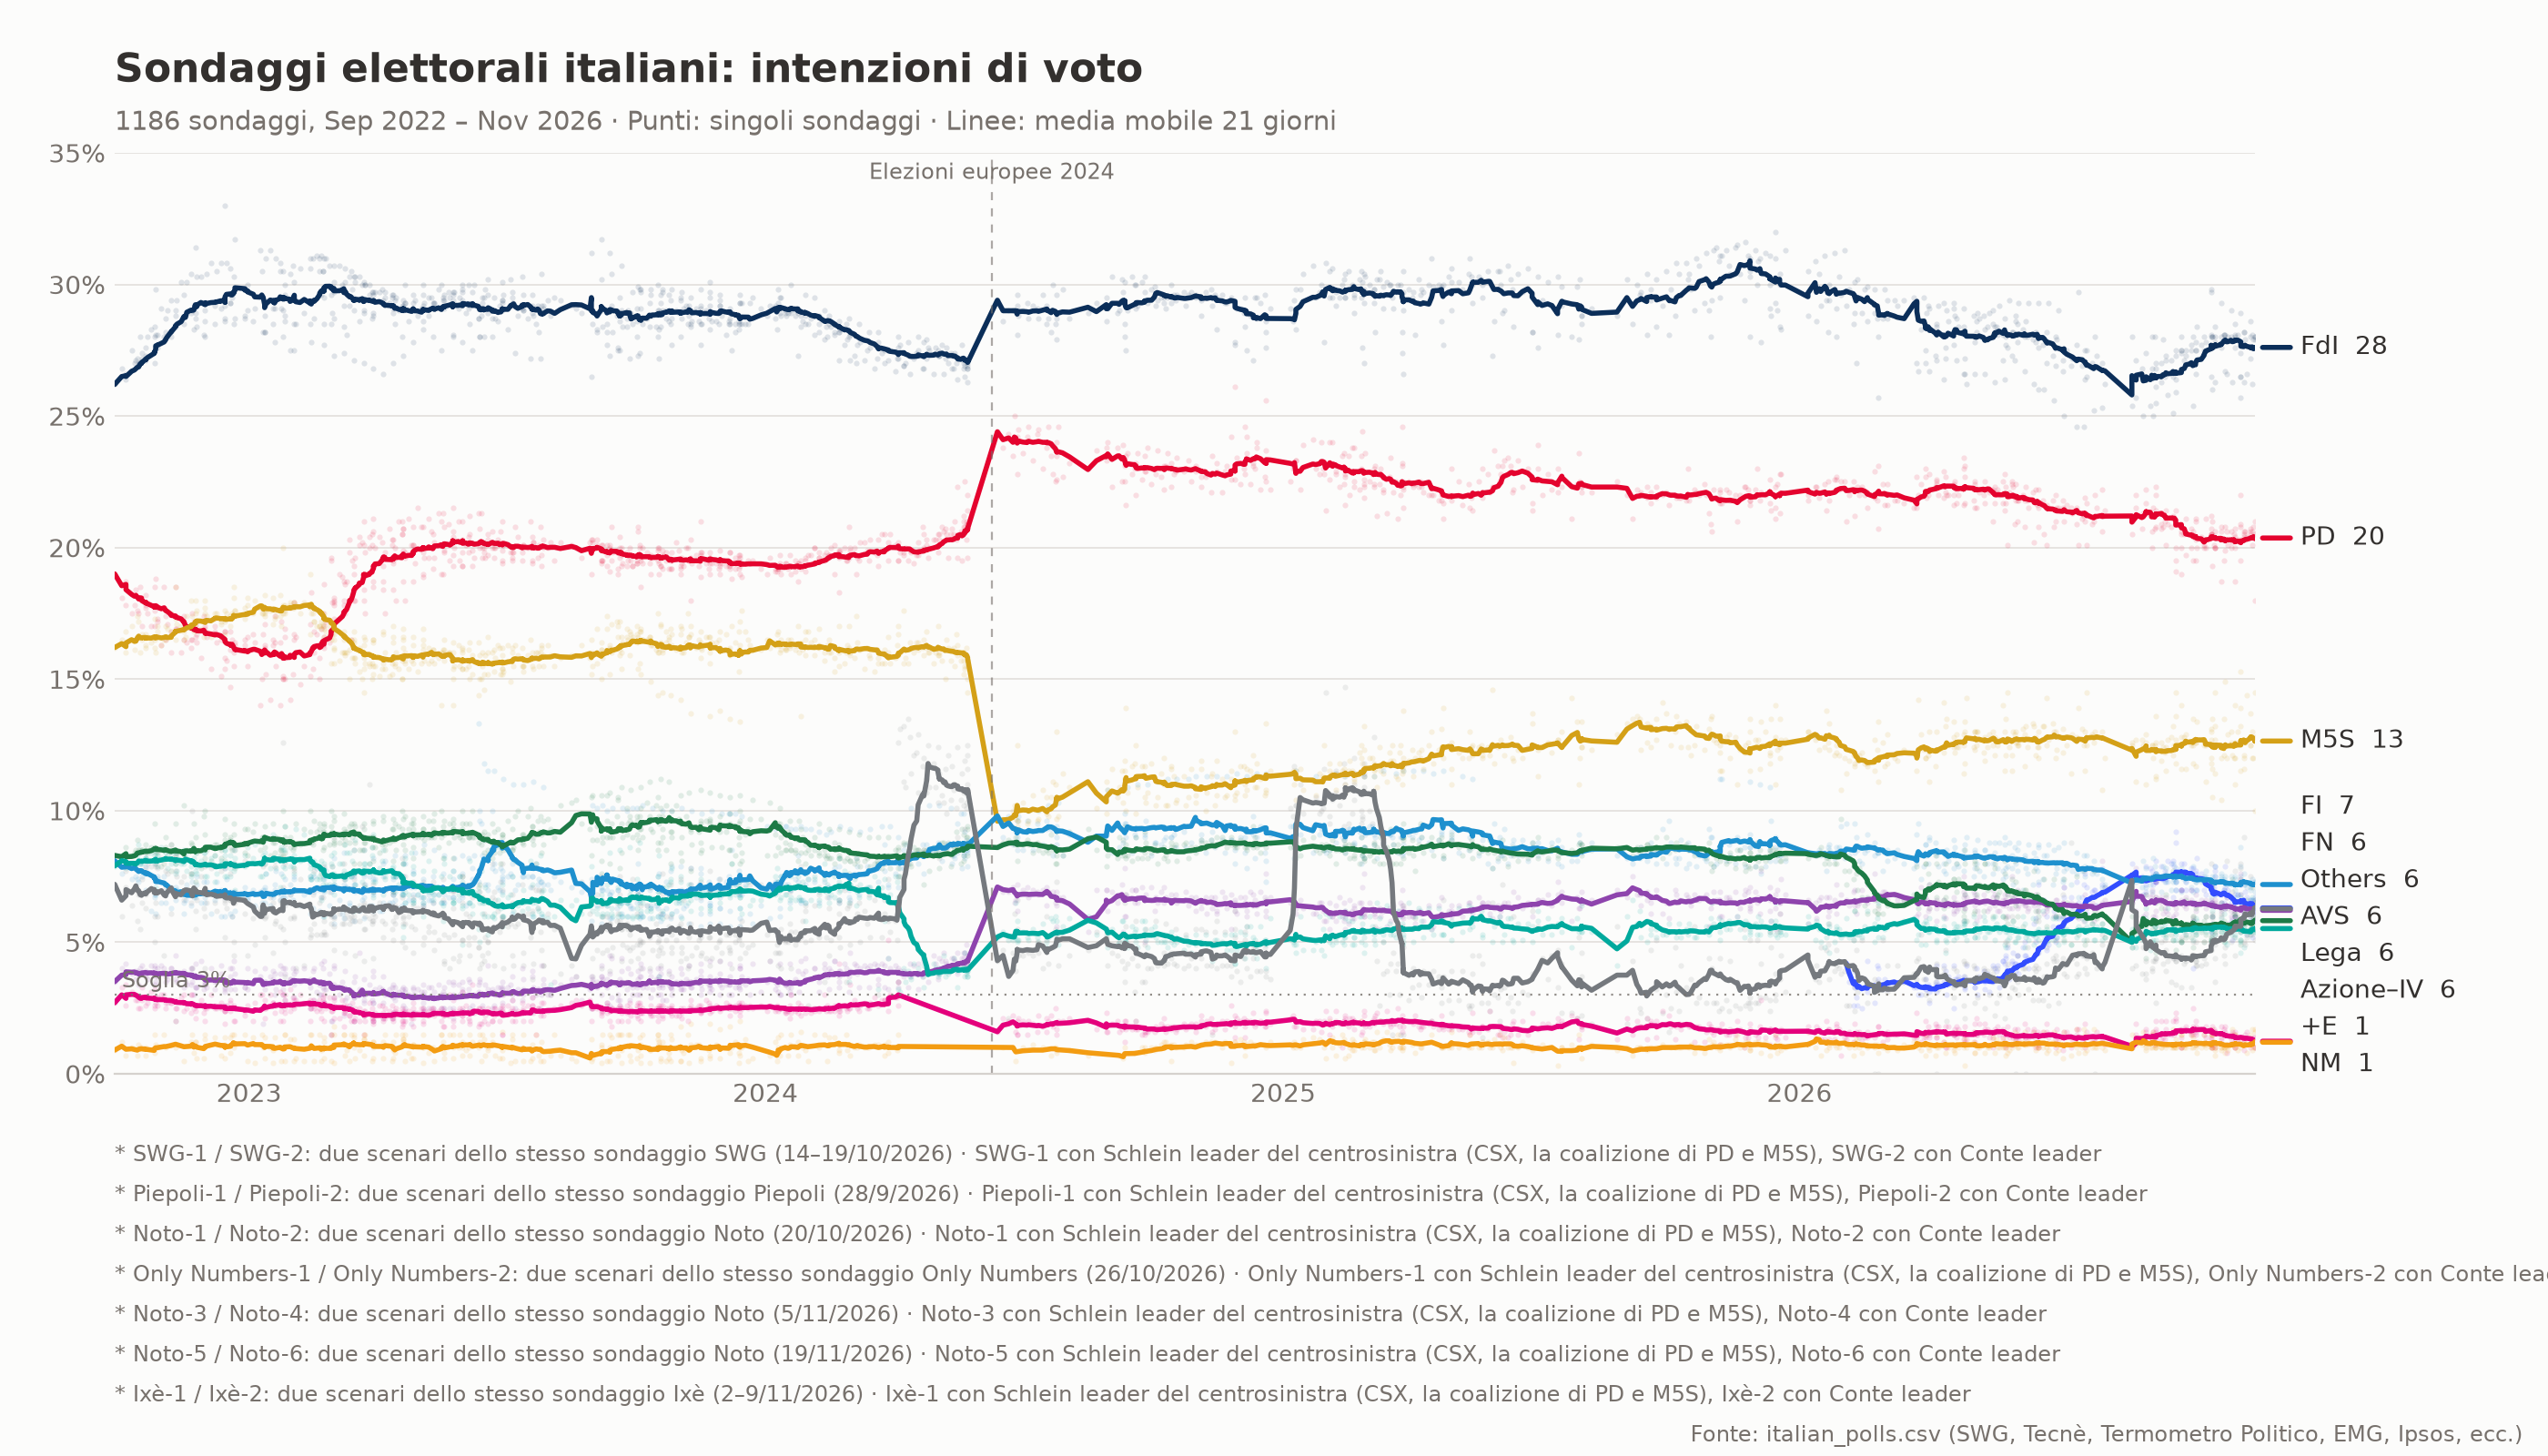 Sondaggi elettorali italiani: intenzioni di voto
1186 sondaggi, Sep 2022 – Nov 2026 · Punti: singoli sondaggi · Linee: media mobile 21 giorni
35%
Elezioni europee 2024
30%
FdI 28
25%
PD 20
20%
15%
M5S 13
10%
FI 7
FN 6
Others 6
AVS 6
5%
Lega 6
Soglia 3%
Azione–IV 6
+E 1
NM 1
0%
2023
2024
2025
2026
* SWG-1 / SWG-2: due scenari dello stesso sondaggio SWG (14–19/10/2026) · SWG-1 con Schlein leader del centrosinistra (CSX, la coalizione di PD e M5S), SWG-2 con Conte leader
* Piepoli-1 / Piepoli-2: due scenari dello stesso sondaggio Piepoli (28/9/2026) · Piepoli-1 con Schlein leader del centrosinistra (CSX, la coalizione di PD e M5S), Piepoli-2 con Conte leader
* Noto-1 / Noto-2: due scenari dello stesso sondaggio Noto (20/10/2026) · Noto-1 con Schlein leader del centrosinistra (CSX, la coalizione di PD e M5S), Noto-2 con Conte leader
* Only Numbers-1 / Only Numbers-2: due scenari dello stesso sondaggio Only Numbers (26/10/2026) · Only Numbers-1 con Schlein leader del centrosinistra (CSX, la coalizione di PD e M5S), Only Numbers-2 con Conte
* Noto-3 / Noto-4: due scenari dello stesso sondaggio Noto (5/11/2026) · Noto-3 con Schlein leader del centrosinistra (CSX, la coalizione di PD e M5S), Noto-4 con Conte leader
* Noto-5 / Noto-6: due scenari dello stesso sondaggio Noto (19/11/2026) · Noto-5 con Schlein leader del centrosinistra (CSX, la coalizione di PD e M5S), Noto-6 con Conte leader
* Ixè-1 / Ixè-2: due scenari dello stesso sondaggio Ixè (2–9/11/2026) · Ixè-1 con Schlein leader del centrosinistra (CSX, la coalizione di PD e M5S), Ixè-2 con Conte leader
Fonte: italian_polls.csv (SWG, Tecnè, Termometro Politico, EMG, Ipsos, ecc.)